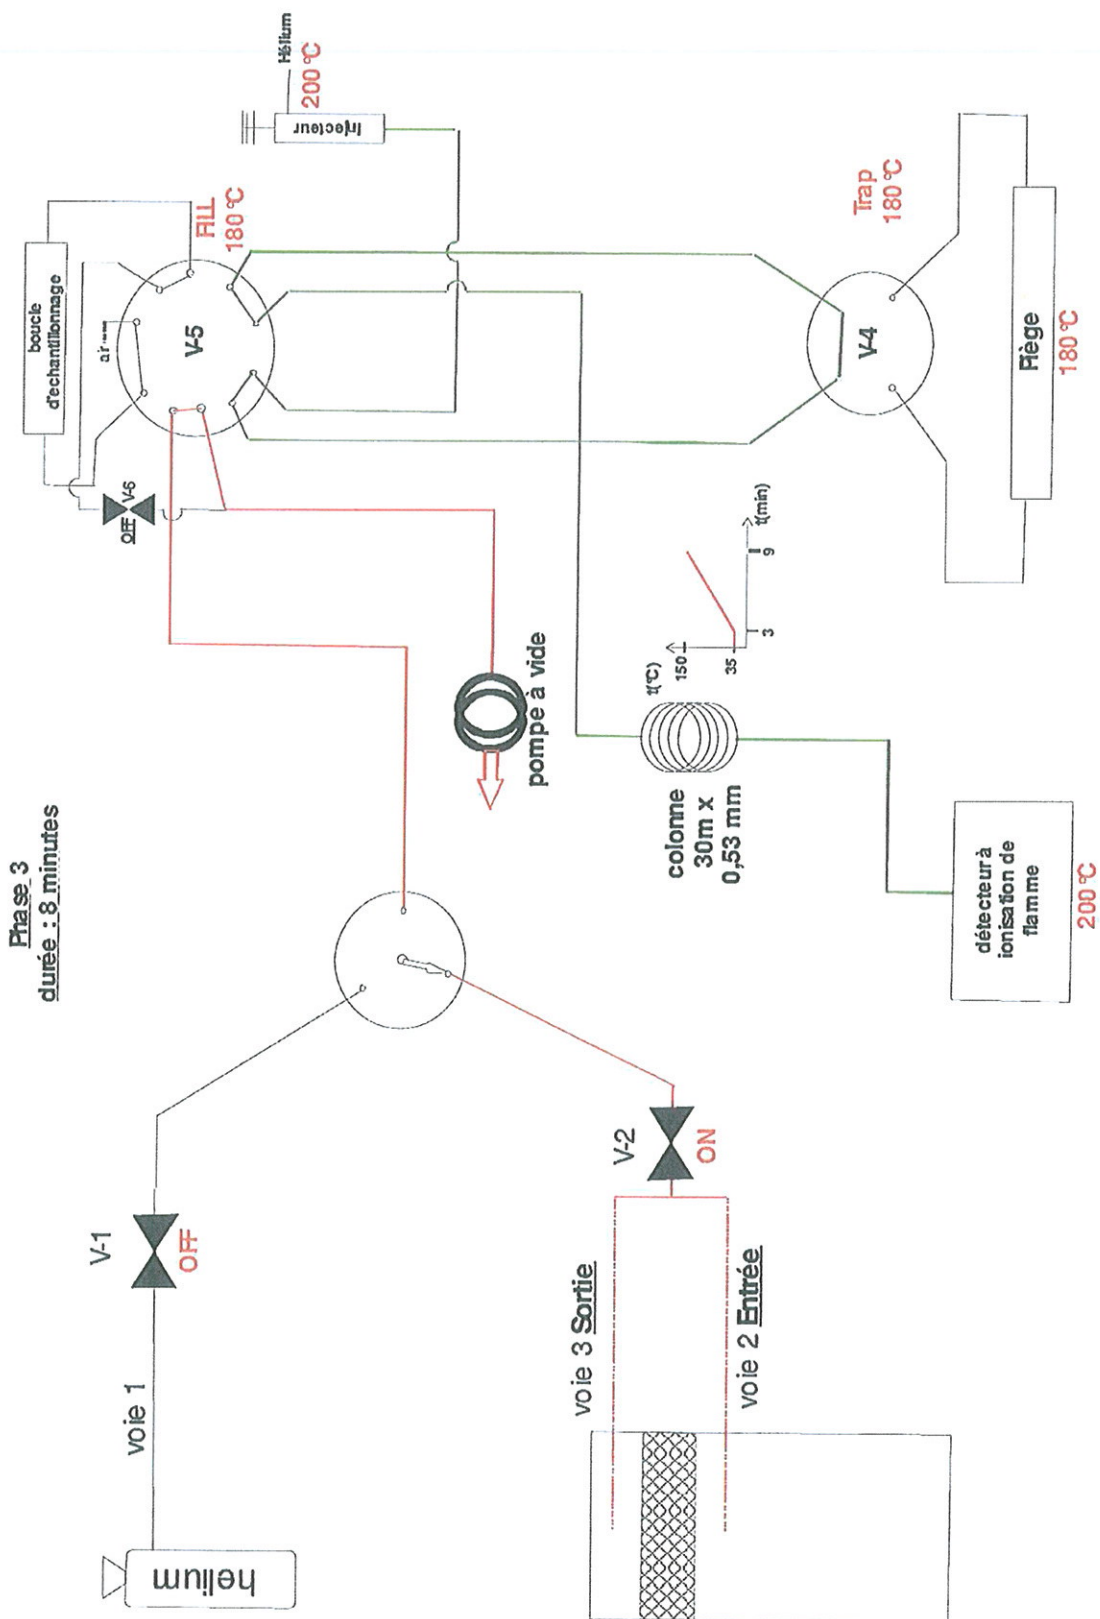 Phase 3
durée : 8 minutes
helium
voie 1
V-1
OFF
voie 3 Sortie
voie 2 Entrée
V-2
ON
pompe à vide
colonne
30m x
0,53 mm
détecteur à
ionisation de
flamme
200°C
t(°C)
150
35
3
9
t(min)
OFF
V-6
boucle
d'echantillonnage
air
V-5
FILL
180°C
Injecteur
Hélium
200°C
V-4
Trap
180°C
Piège
180°C